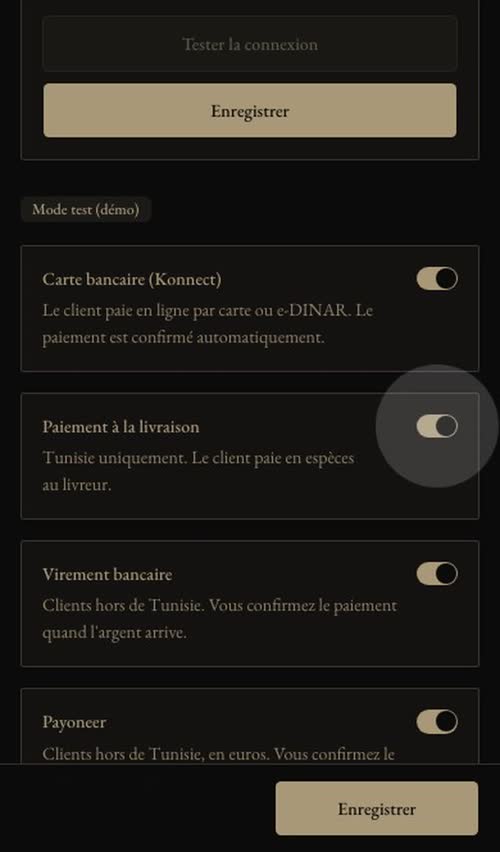 Tester la connexion
Enregistrer
Mode test (démo)
Carte bancaire (Konnect)
Le client paie en ligne par carte ou e-DINAR. Le
paiement est confirmé automatiquement.
Paiement à la livraison
Tunisie uniquement. Le client paie en espèces
au livreur.
Virement bancaire
Clients hors de Tunisie. Vous confirmez le paiement
quand l'argent arrive.
Payoneer
Clients hors de Tunisie, en euros. Vous confirmez le
Enregistrer